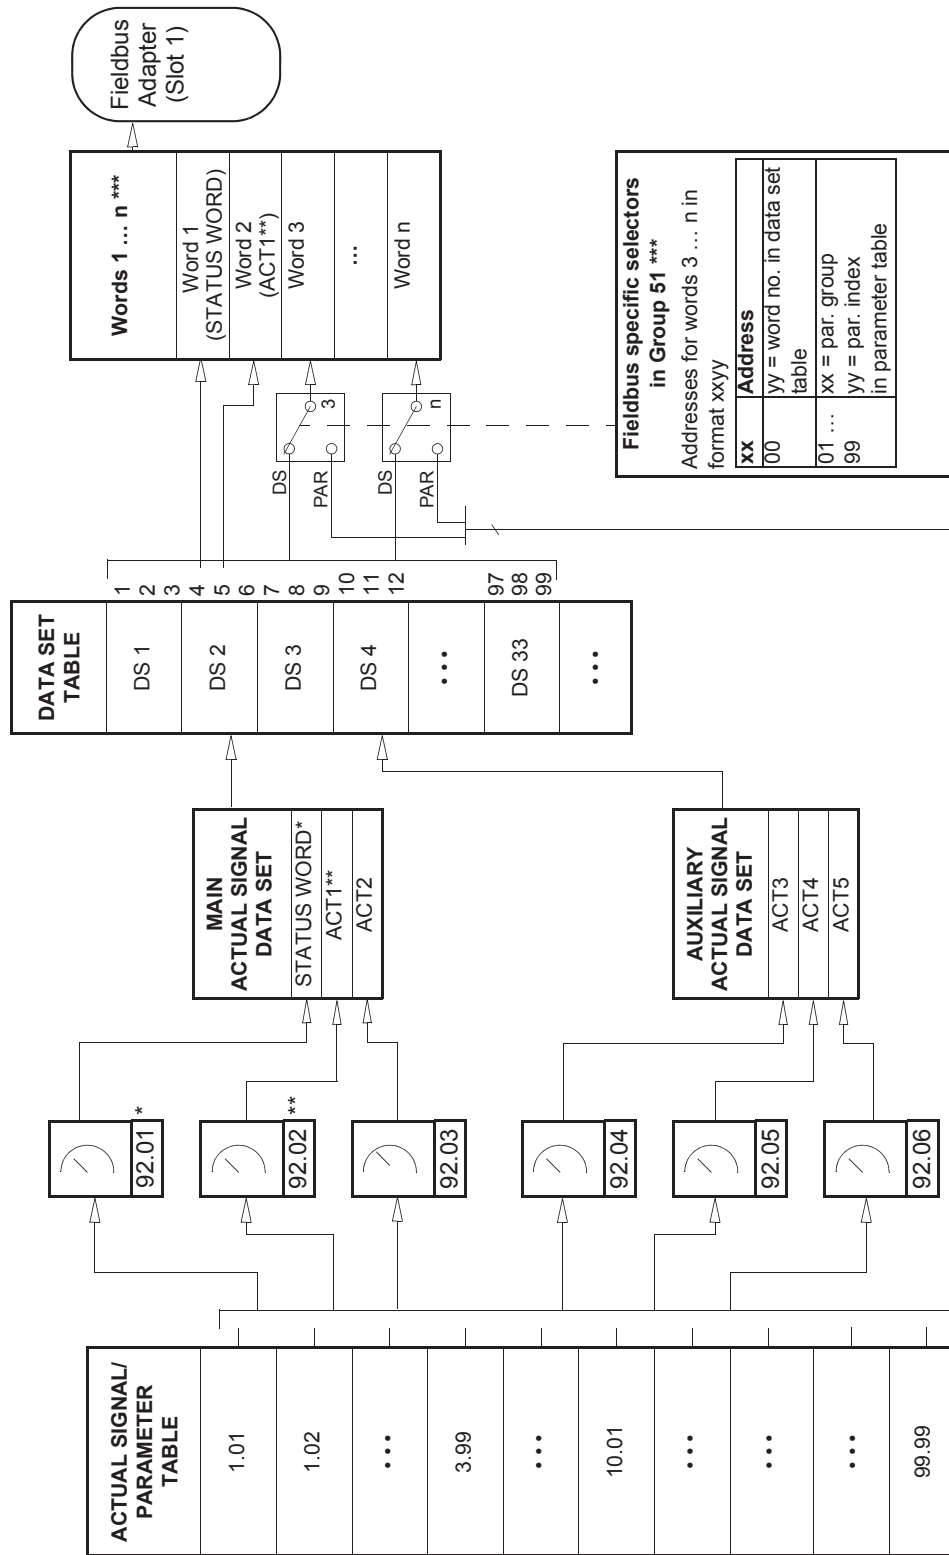 ACTUAL SIGNAL/
PARAMETER
TABLE
1.01
1.02
…
3.99
…
10.01
…
…
…
99.99
92.01
*
92.02
**
92.03
92.04
92.05
92.06
MAIN
ACTUAL SIGNAL
DATA SET
STATUS WORD*
ACT1**
ACT2
AUXILIARY
ACTUAL SIGNAL
DATA SET
ACT3
ACT4
ACT5
DATA SET
TABLE
DS 1
DS 2
DS 3
DS 4
…
DS 33
…
1
2
3
4
5
6
7
8
9
10
11
12
97
98
99
DS
PAR
3
DS
PAR
n
Words 1 … n ***
Word 1
(STATUS WORD)
Word 2
(ACT1**)
Word 3
…
Word n
Fieldbus
Adapter
(Slot 1)
Fieldbus specific selectors
in Group 51 ***
Addresses for words 3 … n in
format xxyy
xx Address
00 yy = word no. in data set
table
01 … xx = par. group
99 yy = par. index
in parameter table